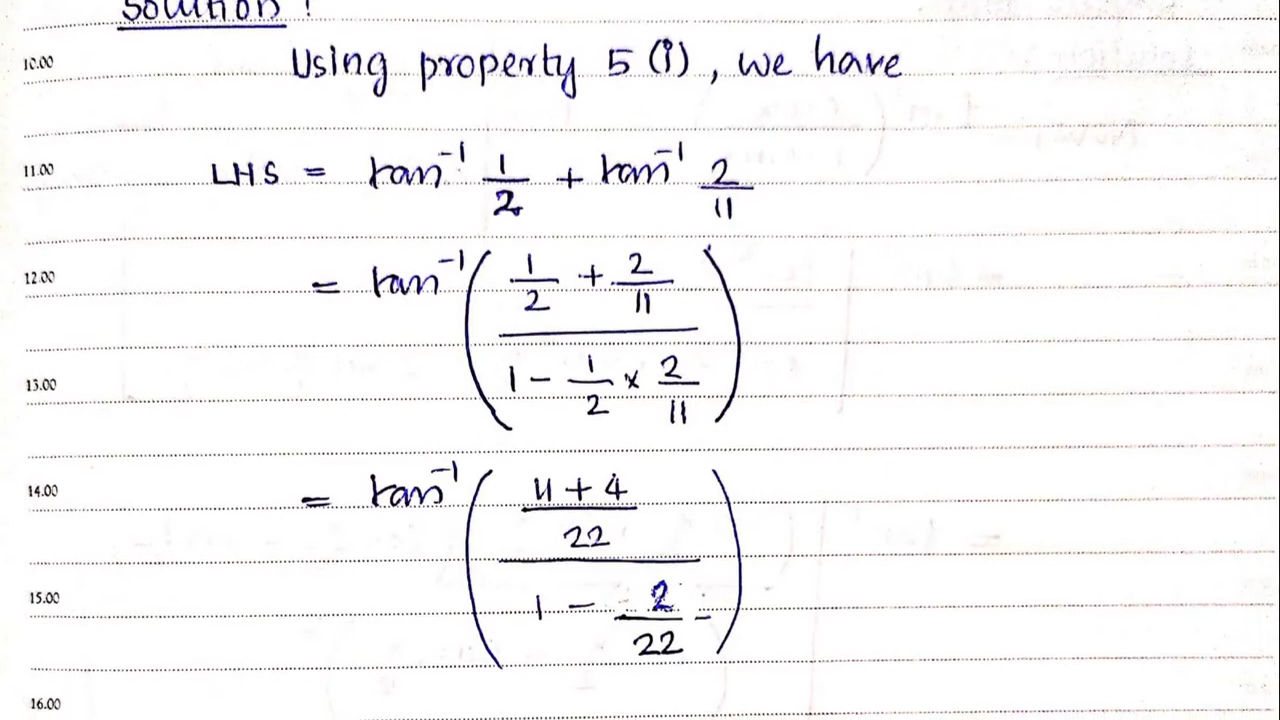 Solution :
10.00
Using property 5 (i), we have
11.00
LHS = tan⁻¹ 1/2 + tan⁻¹ 2/11
12.00
= tan⁻¹ ( (1/2 + 2/11) / (1 - 1/2 × 2/11) )
13.00
14.00
= tan⁻¹ ( ((11 + 4)/22) / (1 - 2/22 -) )
15.00
16.00